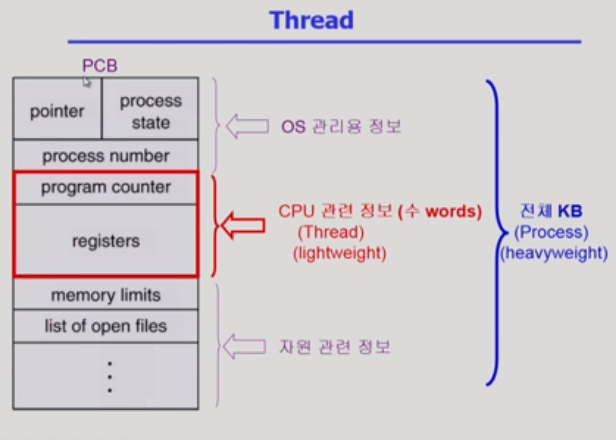 Thread
PCB
pointer
process
state
process number
program counter
registers
memory limits
list of open files
OS 관리용 정보
CPU 관련 정보 (수 words)
(Thread)
(lightweight)
자원 관련 정보
전체 KB
(Process)
(heavyweight)